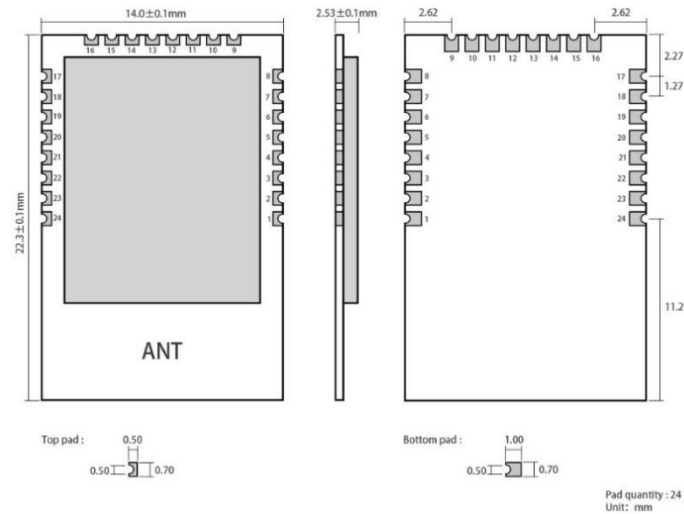 14.0±0.1mm
2.53±0.1mm
2.62
2.62
16 15 14 13 12 11 10 9
9 10 11 12 13 14 15 16
2.27
1.27
17 8
18 7
19 6
20 5
21 4
22 3
23 2
24 1
8 17
7 18
6 19
5 20
4 21
3 22
2 23
1 24
22.3±0.1mm
11.2
ANT
Top pad : 0.50
0.50 0.70
Bottom pad : 1.00
0.50 0.70
Pad quantity : 24
Unit: mm